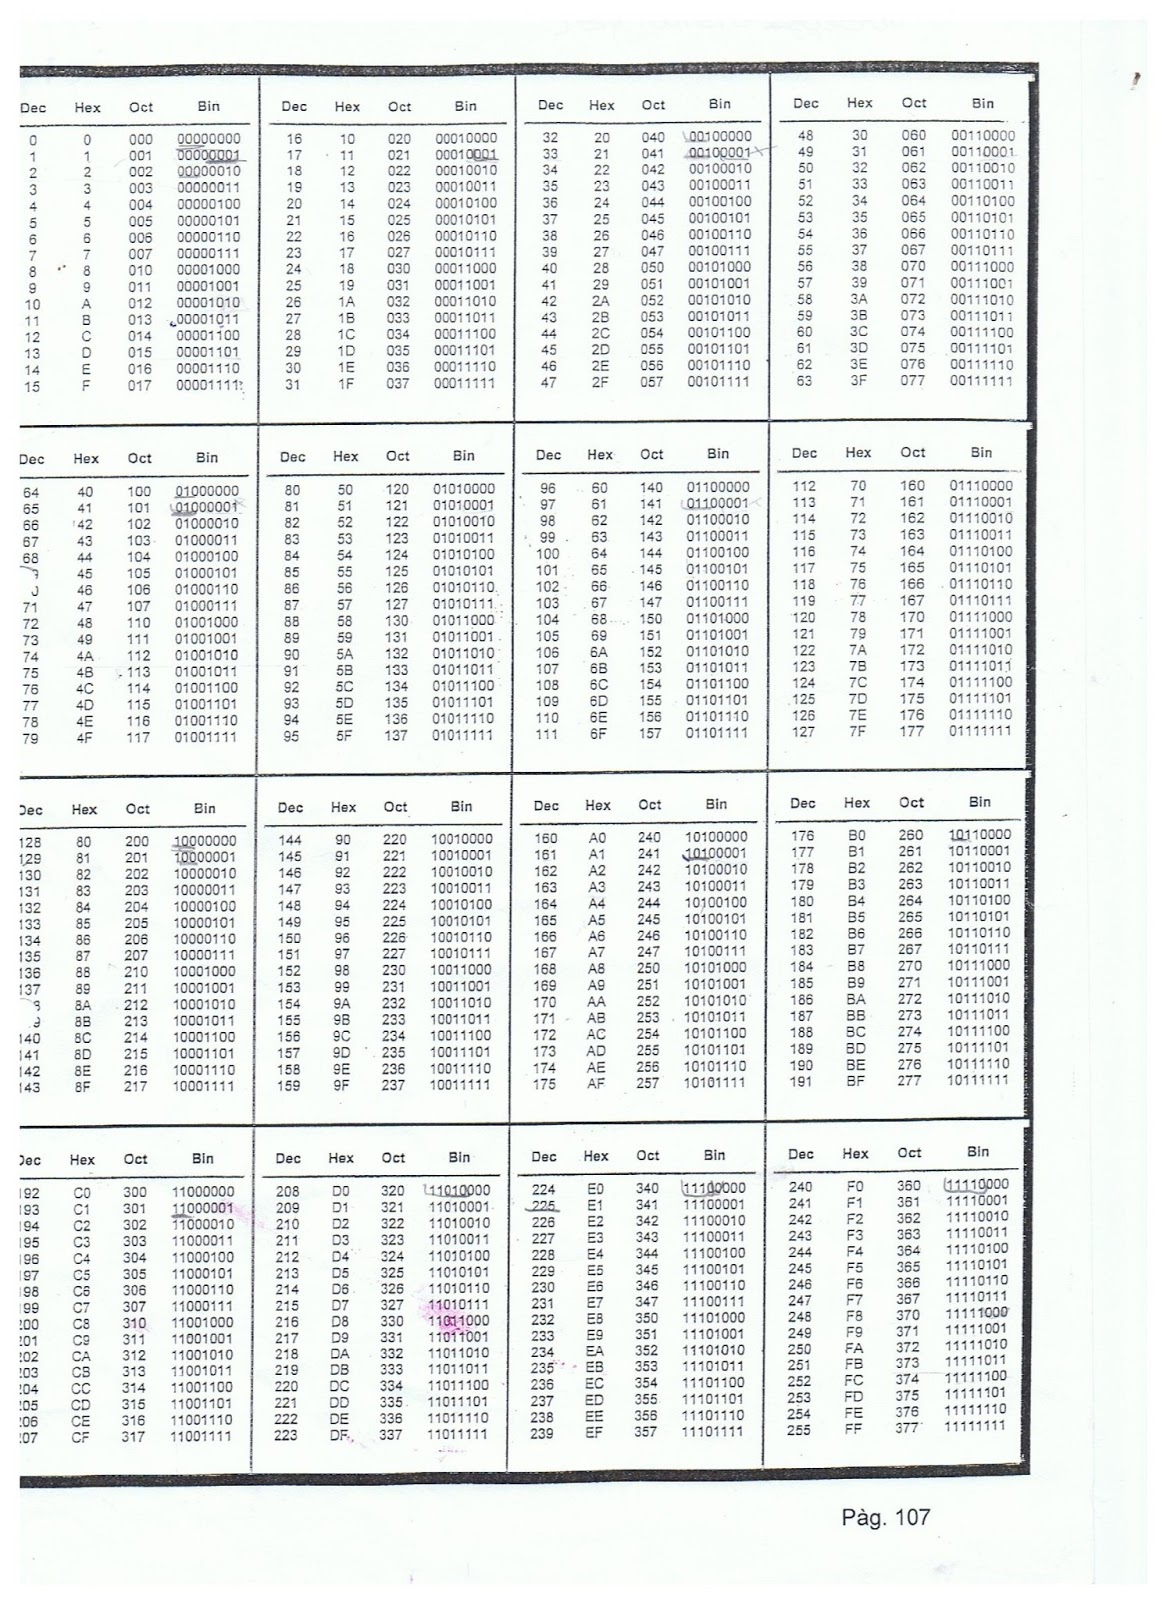 Dec Hex Oct Bin Dec Hex Oct Bin Dec Hex Oct Bin Dec Hex Oct Bin
0 0 000 00000000 16 10 020 00010000 32 20 040 00100000 48 30 060 00110000
1 1 001 00000001 17 11 021 00010001 33 21 041 00100001 49 31 061 00110001
2 2 002 00000010 18 12 022 00010010 34 22 042 00100010 50 32 062 00110010
3 3 003 00000011 19 13 023 00010011 35 23 043 00100011 51 33 063 00110011
4 4 004 00000100 20 14 024 00010100 36 24 044 00100100 52 34 064 00110100
5 5 005 00000101 21 15 025 00010101 37 25 045 00100101 53 35 065 00110101
6 6 006 00000110 22 16 026 00010110 38 26 046 00100110 54 36 066 00110110
7 7 007 00000111 23 17 027 00010111 39 27 047 00100111 55 37 067 00110111
8 8 010 00001000 24 18 030 00011000 40 28 050 00101000 56 38 070 00111000
9 9 011 00001001 25 19 031 00011001 41 29 051 00101001 57 39 071 00111001
10 A 012 00001010 26 1A 032 00011010 42 2A 052 00101010 58 3A 072 00111010
11 B 013 00001011 27 1B 033 00011011 43 2B 053 00101011 59 3B 073 00111011
12 C 014 00001100 28 1C 034 00011100 44 2C 054 00101100 60 3C 074 00111100
13 D 015 00001101 29 1D 035 00011101 45 2D 055 00101101 61 3D 075 00111101
14 E 016 00001110 30 1E 036 00011110 46 2E 056 00101110 62 3E 076 00111110
15 F 017 00001111 31 1F 037 00011111 47 2F 057 00101111 63 3F 077 00111111
Dec Hex Oct Bin Dec Hex Oct Bin Dec Hex Oct Bin Dec Hex Oct Bin
64 40 100 01000000 80 50 120 01010000 96 60 140 01100000 112 70 160 01110000
65 41 101 01000001 81 51 121 01010001 97 61 141 01100001 113 71 161 01110001
66 42 102 01000010 82 52 122 01010010 98 62 142 01100010 114 72 162 01110010
67 43 103 01000011 83 53 123 01010011 99 63 143 01100011 115 73 163 01110011
68 44 104 01000100 84 54 124 01010100 100 64 144 01100100 116 74 164 01110100
45 105 01000101 85 55 125 01010101 101 65 145 01100101 117 75 165 01110101
46 106 01000110 86 56 126 01010110 102 66 146 01100110 118 76 166 01110110
71 47 107 01000111 87 57 127 01010111 103 67 147 01100111 119 77 167 01110111
72 48 110 01001000 88 58 130 01011000 104 68 150 01101000 120 78 170 01111000
73 49 111 01001001 89 59 131 01011001 105 69 151 01101001 121 79 171 01111001
74 4A 112 01001010 90 5A 132 01011010 106 6A 152 01101010 122 7A 172 01111010
75 4B 113 01001011 91 5B 133 01011011 107 6B 153 01101011 123 7B 173 01111011
76 4C 114 01001100 92 5C 134 01011100 108 6C 154 01101100 124 7C 174 01111100
77 4D 115 01001101 93 5D 135 01011101 109 6D 155 01101101 125 7D 175 01111101
78 4E 116 01001110 94 5E 136 01011110 110 6E 156 01101110 126 7E 176 01111110
79 4F 117 01001111 95 5F 137 01011111 111 6F 157 01101111 127 7F 177 01111111
Dec Hex Oct Bin Dec Hex Oct Bin Dec Hex Oct Bin Dec Hex Oct Bin
128 80 200 10000000 144 90 220 10010000 160 A0 240 10100000 176 B0 260 10110000
129 81 201 10000001 145 91 221 10010001 161 A1 241 10100001 177 B1 261 10110001
130 82 202 10000010 146 92 222 10010010 162 A2 242 10100010 178 B2 262 10110010
131 83 203 10000011 147 93 223 10010011 163 A3 243 10100011 179 B3 263 10110011
132 84 204 10000100 148 94 224 10010100 164 A4 244 10100100 180 B4 264 10110100
133 85 205 10000101 149 95 225 10010101 165 A5 245 10100101 181 B5 265 10110101
134 86 206 10000110 150 96 226 10010110 166 A6 246 10100110 182 B6 266 10110110
135 87 207 10000111 151 97 227 10010111 167 A7 247 10100111 183 B7 267 10110111
136 88 210 10001000 152 98 230 10011000 168 A8 250 10101000 184 B8 270 10111000
137 89 211 10001001 153 99 231 10011001 169 A9 251 10101001 185 B9 271 10111001
8A 212 10001010 154 9A 232 10011010 170 AA 252 10101010 186 BA 272 10111010
8B 213 10001011 155 9B 233 10011011 171 AB 253 10101011 187 BB 273 10111011
140 8C 214 10001100 156 9C 234 10011100 172 AC 254 10101100 188 BC 274 10111100
141 8D 215 10001101 157 9D 235 10011101 173 AD 255 10101101 189 BD 275 10111101
142 8E 216 10001110 158 9E 236 10011110 174 AE 256 10101110 190 BE 276 10111110
143 8F 217 10001111 159 9F 237 10011111 175 AF 257 10101111 191 BF 277 10111111
Dec Hex Oct Bin Dec Hex Oct Bin Dec Hex Oct Bin Dec Hex Oct Bin
192 C0 300 11000000 208 D0 320 11010000 224 E0 340 11100000 240 F0 360 11110000
193 C1 301 11000001 209 D1 321 11010001 225 E1 341 11100001 241 F1 361 11110001
194 C2 302 11000010 210 D2 322 11010010 226 E2 342 11100010 242 F2 362 11110010
195 C3 303 11000011 211 D3 323 11010011 227 E3 343 11100011 243 F3 363 11110011
196 C4 304 11000100 212 D4 324 11010100 228 E4 344 11100100 244 F4 364 11110100
197 C5 305 11000101 213 D5 325 11010101 229 E5 345 11100101 245 F5 365 11110101
198 C6 306 11000110 214 D6 326 11010110 230 E6 346 11100110 246 F6 366 11110110
199 C7 307 11000111 215 D7 327 11010111 231 E7 347 11100111 247 F7 367 11110111
200 C8 310 11001000 216 D8 330 11011000 232 E8 350 11101000 248 F8 370 11111000
201 C9 311 11001001 217 D9 331 11011001 233 E9 351 11101001 249 F9 371 11111001
202 CA 312 11001010 218 DA 332 11011010 234 EA 352 11101010 250 FA 372 11111010
203 CB 313 11001011 219 DB 333 11011011 235 EB 353 11101011 251 FB 373 11111011
204 CC 314 11001100 220 DC 334 11011100 236 EC 354 11101100 252 FC 374 11111100
205 CD 315 11001101 221 DD 335 11011101 237 ED 355 11101101 253 FD 375 11111101
206 CE 316 11001110 222 DE 336 11011110 238 EE 356 11101110 254 FE 376 11111110
207 CF 317 11001111 223 DF 337 11011111 239 EF 357 11101111 255 FF 377 11111111
Pàg. 107